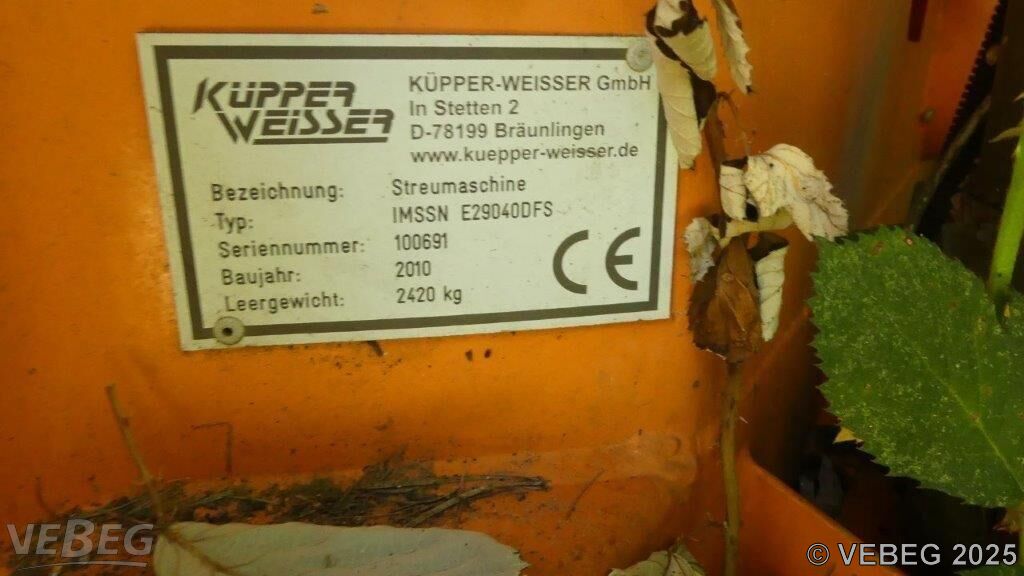 KÜPPER
WEISSER
KÜPPER-WEISSER GmbH
In Stetten 2
D-78199 Bräunlingen
www.kuepper-weisser.de
Bezeichnung: Streumaschine
Typ: IMSSN E29040DFS
Seriennummer: 100691
Baujahr: 2010
Leergewicht: 2420 kg
CE
VEBEG
© VEBEG 2025